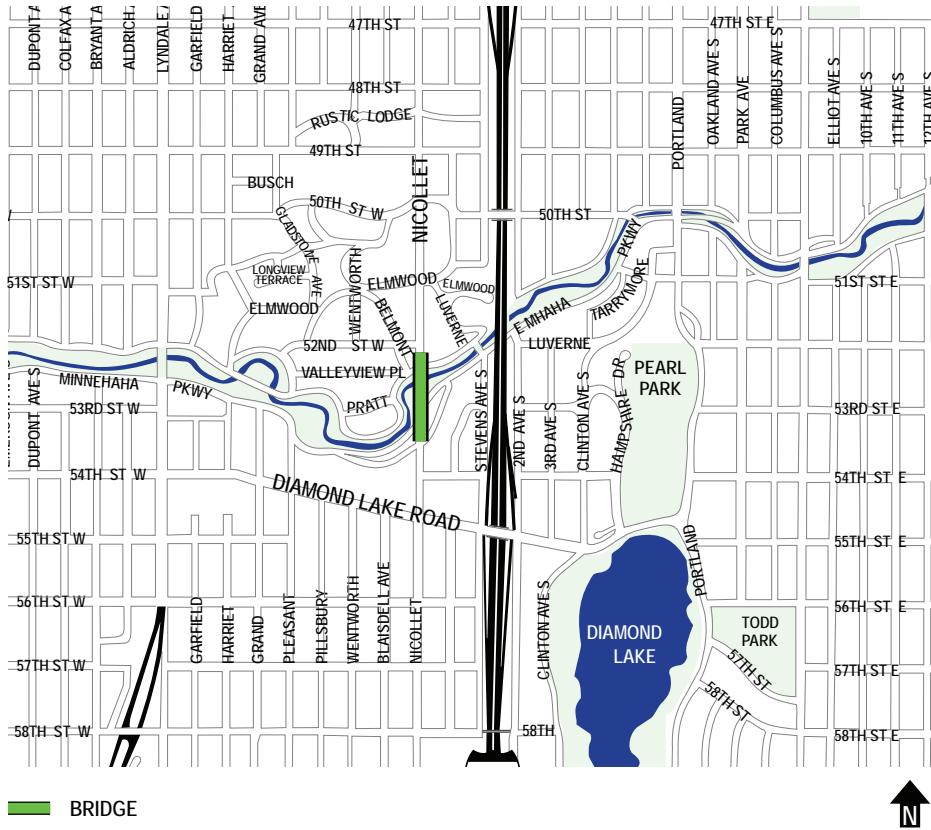 DUPONT A
COLFAX A
BRYANT A
ALDRICH
LYNDALE
GARFIELD
HARRIET
GRAND AVE
47TH ST
47TH ST E
48TH ST
RUSTIC LODGE
49TH ST
BUSCH
50TH ST W
NICOLLET
PORTLAND
OAKLAND AVE S
PARK AVE
COLUMBUS AVE S
ELLIOT AVE S
10TH AVE S
11TH AVE S
12TH AVE S
50TH ST
GLADSTONE AVE
LONGVIEW
TERRACE
WENTWORTH
ELMWOOD
ELMWOOD
ELMWOOD
BELMONT
LUVERNE
51ST ST W
51ST ST E
E MHAHA
PKWY
TARRYMORE
LUVERNE
52ND ST W
VALLEYVIEW PL
PRATT
MINNEHAHA
PKWY
DUPONT AVE S
53RD ST W
53RD ST E
STEVENS AVE S
2ND AVE S
3RD AVE S
CLINTON AVE S
HAMPSHIRE DR
PEARL
PARK
54TH ST W
54TH ST E
DIAMOND LAKE ROAD
55TH ST W
55TH ST E
PORTLAND
56TH ST W
56TH ST E
GARFIELD
HARRIET
GRAND
PLEASANT
PILLSBURY
WENTWORTH
BLAISDELL AVE
NICOLLET
CLINTON AVE S
DIAMOND
LAKE
TODD
PARK
57TH ST W
57TH ST
57TH ST E
58TH ST
58TH ST W
58TH
58TH ST E
BRIDGE
N